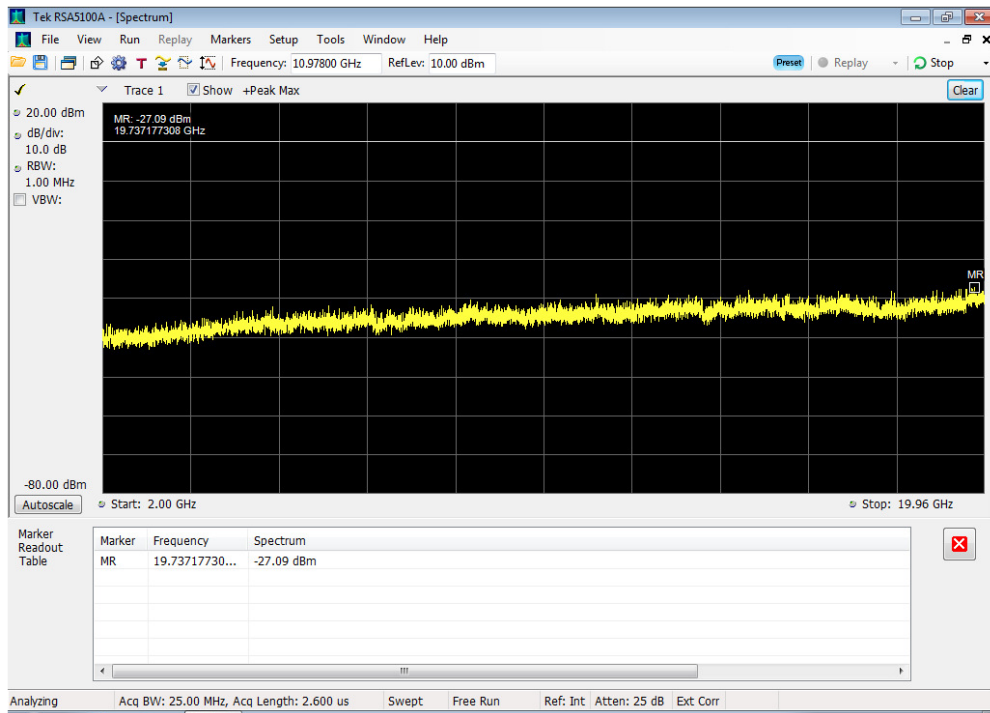 Tek RSA5100A - [Spectrum]
File View Run Replay Markers Setup Tools Window Help
T Frequency: 10.97800 GHz RefLev: 10.00 dBm Preset Replay Stop
Trace 1 Show +Peak Max Clear
20.00 dBm
dB/div:
10.0 dB
RBW:
1.00 MHz
VBW:
MR: -27.09 dBm
19.737177308 GHz
MR
-80.00 dBm
Autoscale Start: 2.00 GHz Stop: 19.96 GHz
Marker
Readout
Table
Marker Frequency Spectrum
MR 19.73717730... -27.09 dBm
Analyzing Acq BW: 25.00 MHz, Acq Length: 2.600 us Swept Free Run Ref: Int Atten: 25 dB Ext Corr